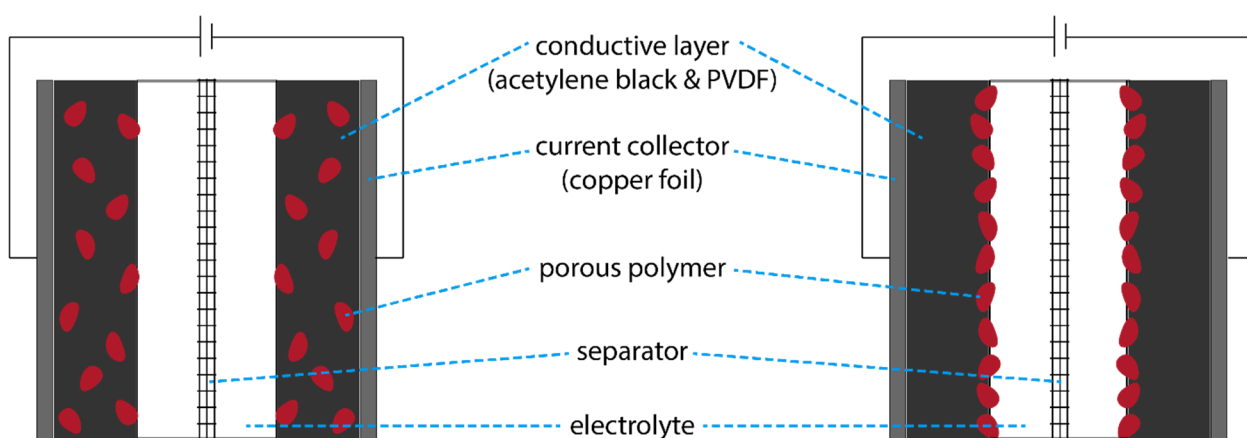 conductive layer
(acetylene black & PVDF)
current collector
(copper foil)
porous polymer
separator
electrolyte